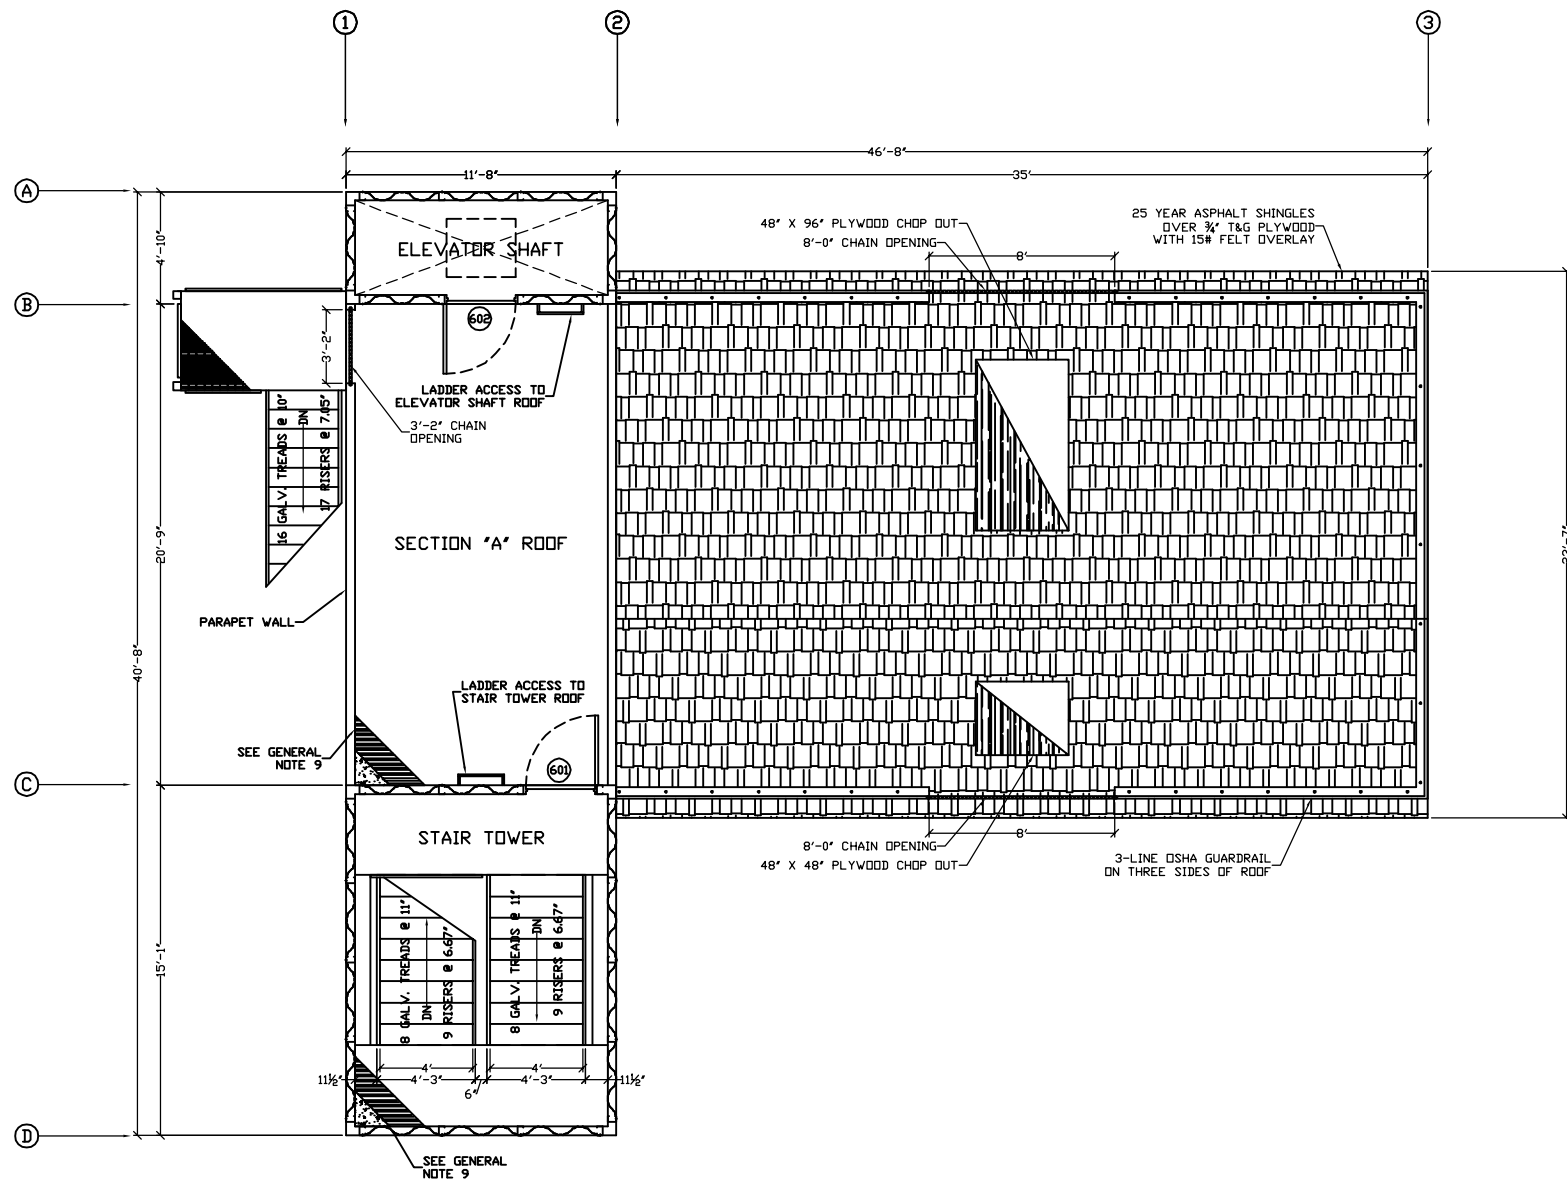 1
2
3
46'-8"
11'-8"
35'
A
48" X 96" PLYWOOD CHOP OUT
8'-0" CHAIN OPENING
25 YEAR ASPHALT SHINGLES
OVER ¾" T&G PLYWOOD
WITH 15# FELT OVERLAY
4'-10"
ELEVATOR SHAFT
8'
B
602
3'-2"
LADDER ACCESS TO
ELEVATOR SHAFT ROOF
3'-2" CHAIN
OPENING
16 GALV. TREADS @ 10"
DN
17 RISERS @ 7.05"
20'-9"
SECTION "A" ROOF
PARAPET WALL
40'-8"
LADDER ACCESS TO
STAIR TOWER ROOF
SEE GENERAL
NOTE 9
601
C
STAIR TOWER
8'
8'-0" CHAIN OPENING
48" X 48" PLYWOOD CHOP OUT
3-LINE OSHA GUARDRAIL
ON THREE SIDES OF ROOF
15'-1"
8 GALV. TREADS @ 11"
DN
9 RISERS @ 6.67"
8 GALV. TREADS @ 11"
DN
9 RISERS @ 6.67"
4'
4'
11½"
4'-3"
4'-3"
11½"
6"
D
SEE GENERAL
NOTE 9